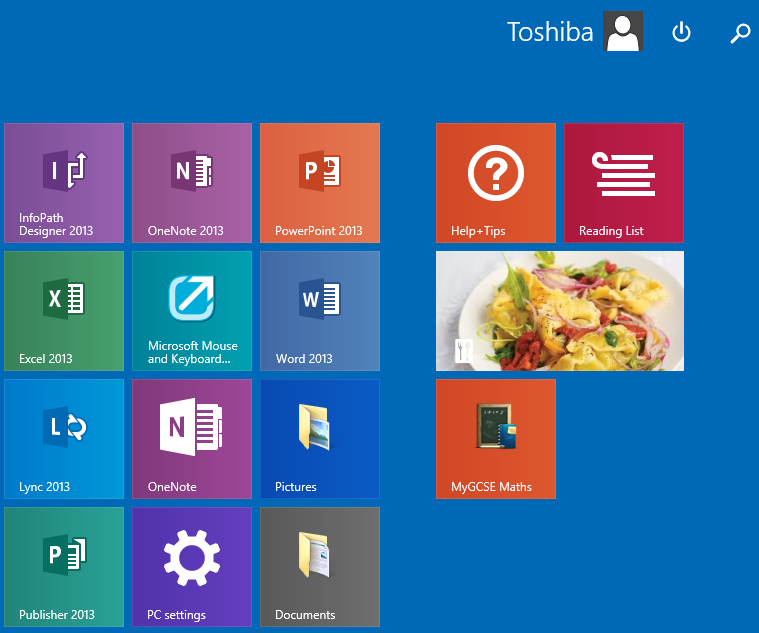 Toshiba
InfoPath
Designer 2013
OneNote 2013
PowerPoint 2013
Help+Tips
Reading List
Excel 2013
Microsoft Mouse
and Keyboard...
Word 2013
Lync 2013
OneNote
Pictures
MyGCSE Maths
Publisher 2013
PC settings
Documents